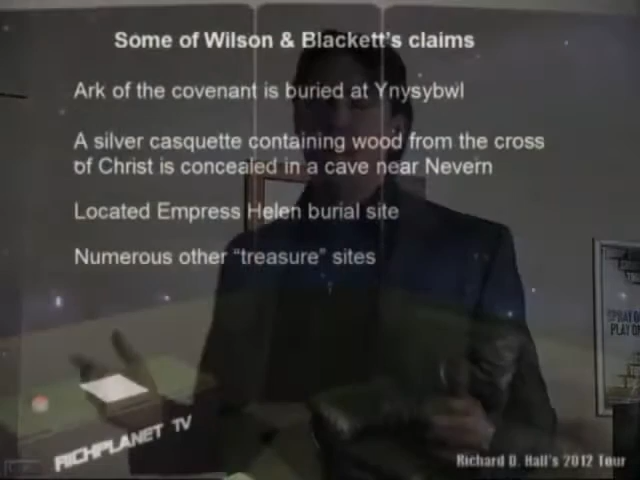 Some of Wilson & Blackett's claims
Ark of the covenant is buried at Ynysybwl
A silver casquette containing wood from the cross
of Christ is concealed in a cave near Nevern
Located Empress Helen burial site
Numerous other “treasure” sites
RICHPLANET TV
Richard D. Hall's 2012 Tour